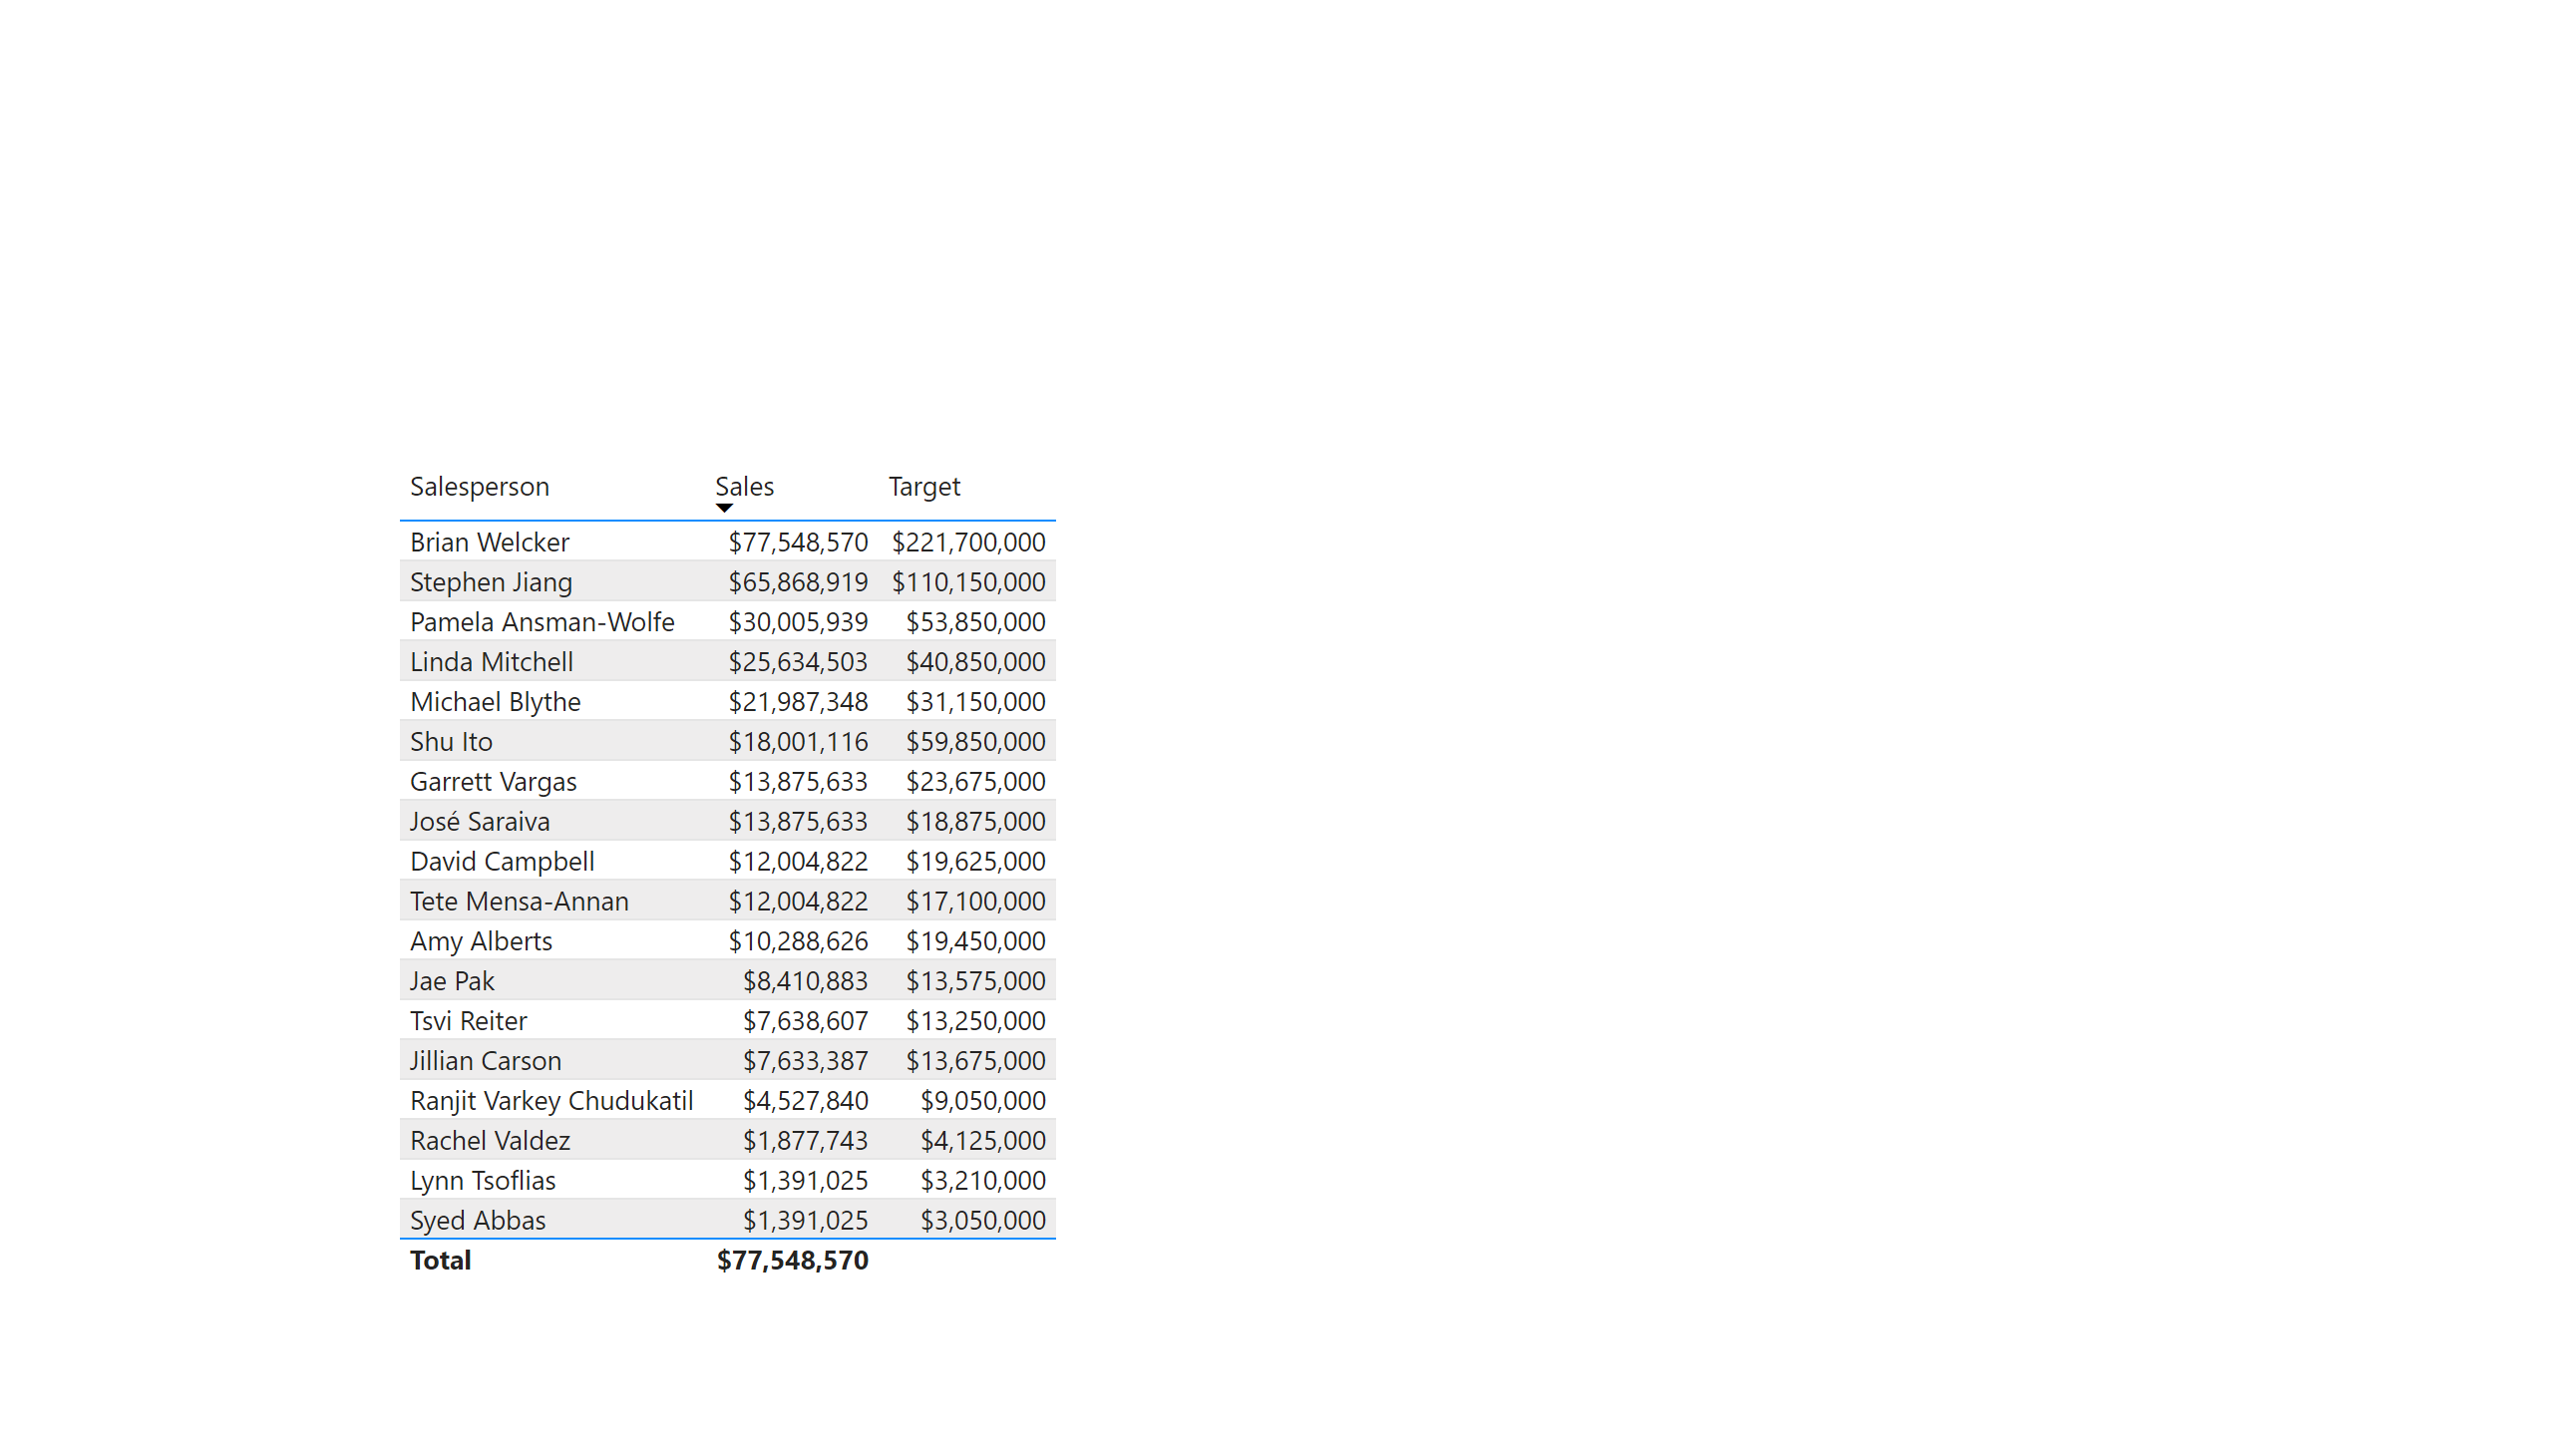 Salesperson Sales Target
Brian Welcker $77,548,570 $221,700,000
Stephen Jiang $65,868,919 $110,150,000
Pamela Ansman-Wolfe $30,005,939 $53,850,000
Linda Mitchell $25,634,503 $40,850,000
Michael Blythe $21,987,348 $31,150,000
Shu Ito $18,001,116 $59,850,000
Garrett Vargas $13,875,633 $23,675,000
José Saraiva $13,875,633 $18,875,000
David Campbell $12,004,822 $19,625,000
Tete Mensa-Annan $12,004,822 $17,100,000
Amy Alberts $10,288,626 $19,450,000
Jae Pak $8,410,883 $13,575,000
Tsvi Reiter $7,638,607 $13,250,000
Jillian Carson $7,633,387 $13,675,000
Ranjit Varkey Chudukatil $4,527,840 $9,050,000
Rachel Valdez $1,877,743 $4,125,000
Lynn Tsoflias $1,391,025 $3,210,000
Syed Abbas $1,391,025 $3,050,000
Total $77,548,570